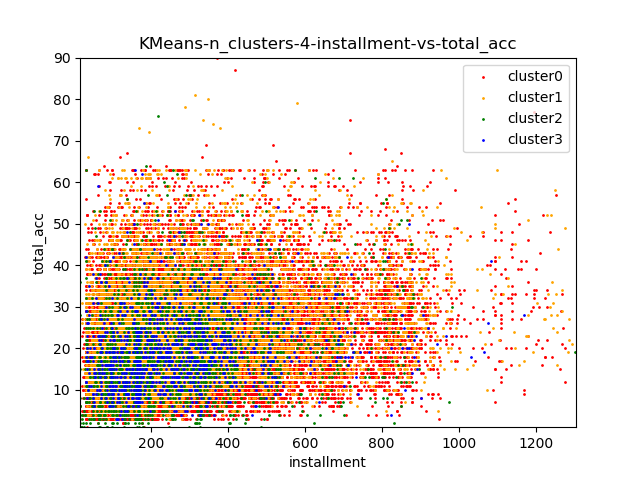 KMeans-n_clusters-4-installment-vs-total_acc
90
80
70
60
50
40
30
20
10
total_acc
cluster0
cluster1
cluster2
cluster3
200 400 600 800 1000 1200
installment